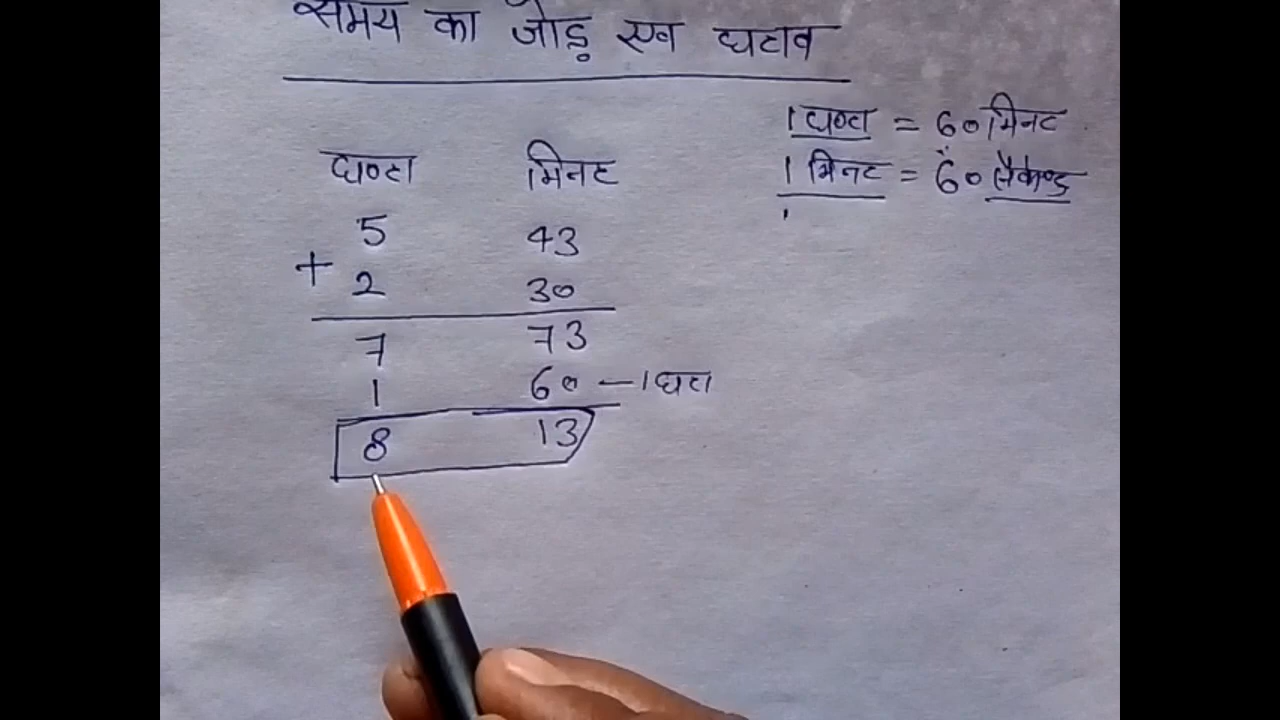 समय का जोड़ एव घटाव
1 घण्टा = 60 मिनट
1 मिनट = 60 सैकेण्ड
घण्टा मिनट
5 43
+ 2 30
7 73
1 60 — 1 घटा
8 13